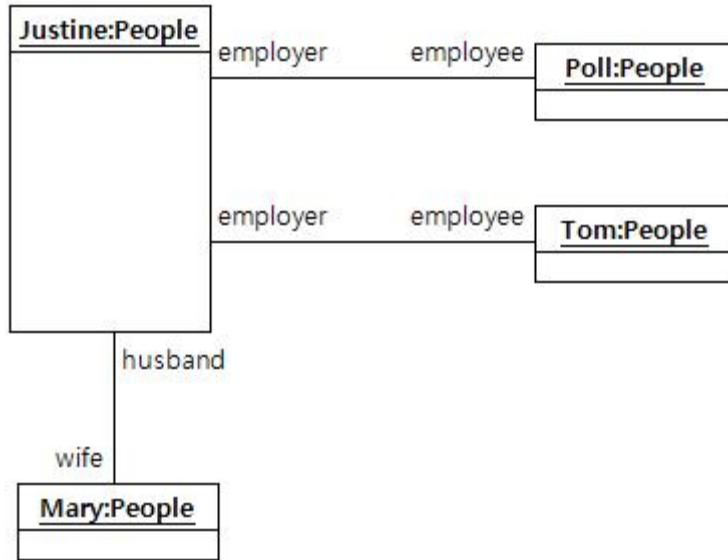 Justine:People
employer employee
Poll:People
employer employee
Tom:People
husband
wife
Mary:People